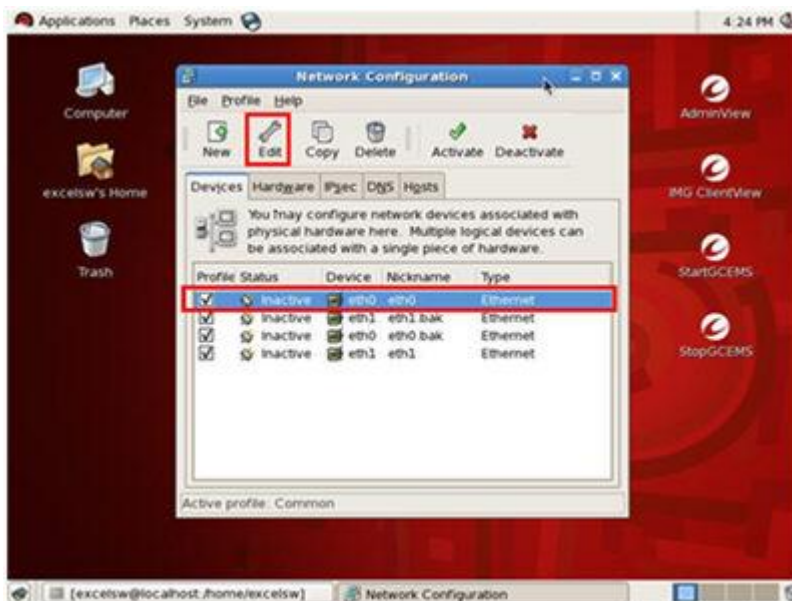 Applications Places System 4:24 PM
Computer
excelsw's Home
Trash
Network Configuration
File Profile Help
New Edit Copy Delete Activate Deactivate
Devices Hardware IPsec DNS Hosts
You may configure network devices associated with
physical hardware here. Multiple logical devices can
be associated with a single piece of hardware.
Profile Status Device Nickname Type
Inactive eth0 eth0 Ethernet
Inactive eth1 eth1.bak Ethernet
Inactive eth0 eth0.bak Ethernet
Inactive eth1 eth1 Ethernet
Active profile: Common
AdminView
IMG ClientView
StartGCEMS
StopGCEMS
[excelsw@localhost:/home/excelsw] Network Configuration